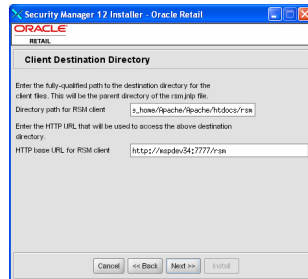 Security Manager 12 Installer - Oracle Retail
ORACLE
RETAIL
Client Destination Directory
Enter the fully-qualified path to the destination directory for the
client files. This will be the parent directory of the rsm.jnlp file.
Directory path for RSM client
e_home/Apache/Apache/htdocs/rsm
Enter the HTTP URL that will be used to access the above destination
directory.
HTTP base URL for RSM client
http://mspdev34:7777/rsm
Cancel << Back Next >> Install